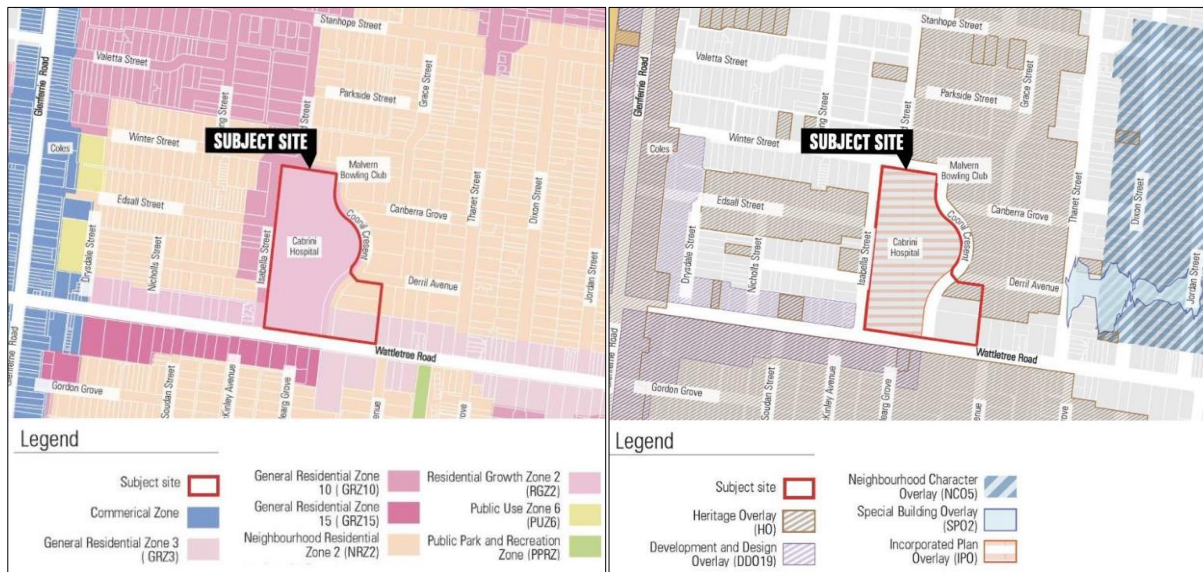 Stanhope Street
Glenferrie Road
Valetta Street
Parkside Street
Grace Street
Winter Street
Coles
SUBJECT SITE
Malvern
Bowling Club
Edsall Street
Canberra Grove
Thanet Street
Dixon Street
Coonil Crescent
Cabrini
Hospital
Isabella Street
Drysdale Street
Nicholls Street
Derril Avenue
Jordan Street
Wattletree Road
Gordon Grove
Soudan Street
Avenue
Legend
Subject site
Commerical Zone
General Residential Zone 3
( GRZ3)
General Residential Zone
10 ( GRZ10)
General Residential Zone
15 ( GRZ15)
Neighbourhood Residential
Zone 2 (NRZ2)
Residential Growth Zone 2
(RGZ2)
Public Use Zone 6
(PUZ6)
Public Park and Recreation
Zone (PPRZ)
Stanhope Street
Glenferrie Road
Valetta Street
Parkside Street
Grace Street
Winter Street
Coles
SUBJECT SITE
Malvern
Bowling Club
Edsall Street
Canberra Grove
Thanet Street
Dixon Street
Coonil Cresent
Cabrini
Hospital
Isabella Street
Drysdale Street
Nicholls Street
Derril Avenue
Jordan Street
Wattletree Road
Gordon Grove
Soudan Street
Avenue
Legend
Subject site
Heritage Overlay
(HO)
Development and Design
Overlay (DDO19)
Neighbourhood Character
Overlay (NCO5)
Special Building Overlay
(SPO2)
Incorporated Plan
Overlay (IPO)